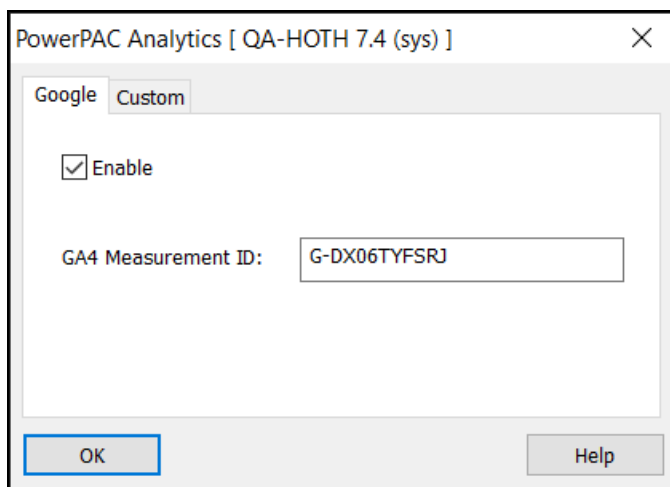 PowerPAC Analytics [ QA-HOTH 7.4 (sys) ]
Google Custom
Enable
GA4 Measurement ID: G-DX06TYFSRJ
OK Help